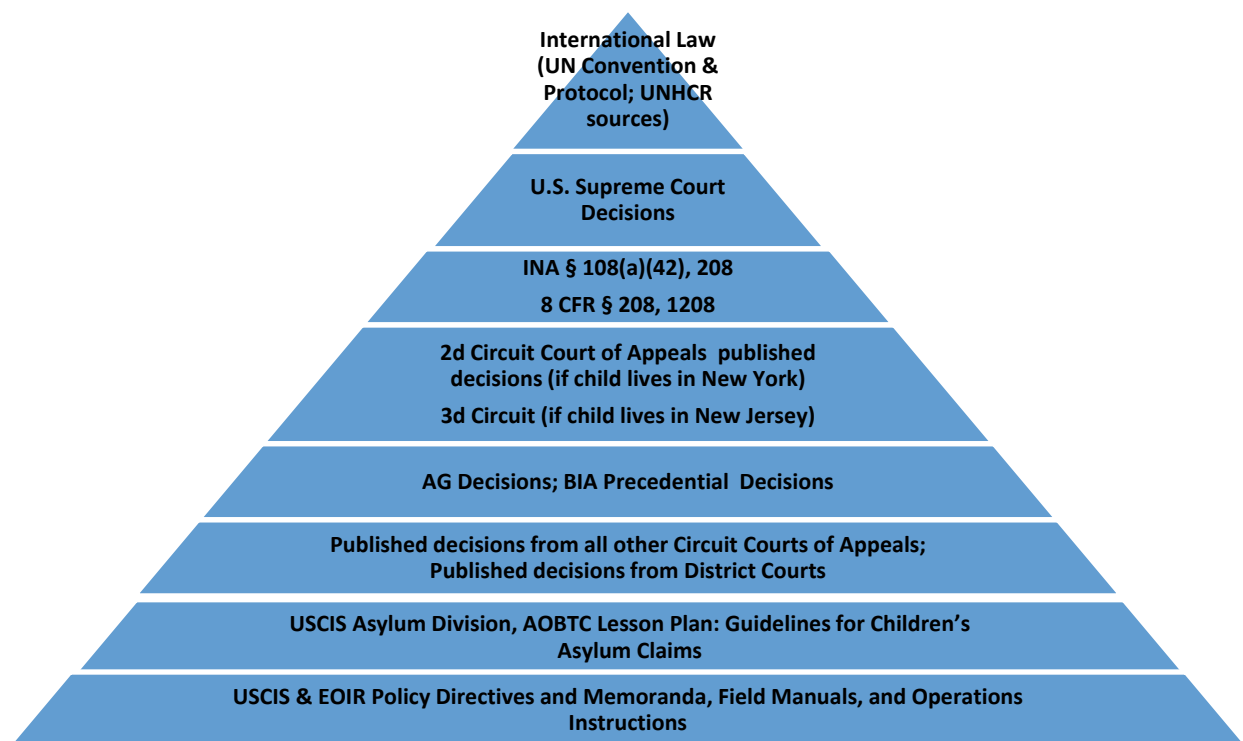 International Law
(UN Convention &
Protocol; UNHCR
sources)
U.S. Supreme Court
Decisions
INA § 108(a)(42), 208
8 CFR § 208, 1208
2d Circuit Court of Appeals published
decisions (if child lives in New York)
3d Circuit (if child lives in New Jersey)
AG Decisions; BIA Precedential Decisions
Published decisions from all other Circuit Courts of Appeals;
Published decisions from District Courts
USCIS Asylum Division, AOBTC Lesson Plan: Guidelines for Children’s
Asylum Claims
USCIS & EOIR Policy Directives and Memoranda, Field Manuals, and Operations
Instructions